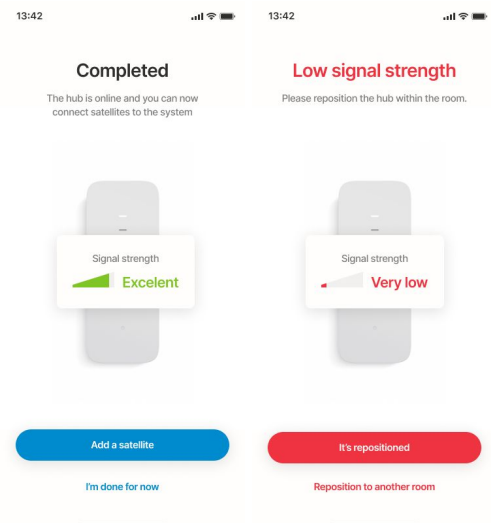 13:42
Completed
The hub is online and you can now
connect satellites to the system
Signal strength
Excelent
Add a satellite
I'm done for now
13:42
Low signal strength
Please reposition the hub within the room.
Signal strength
Very low
It's repositioned
Reposition to another room